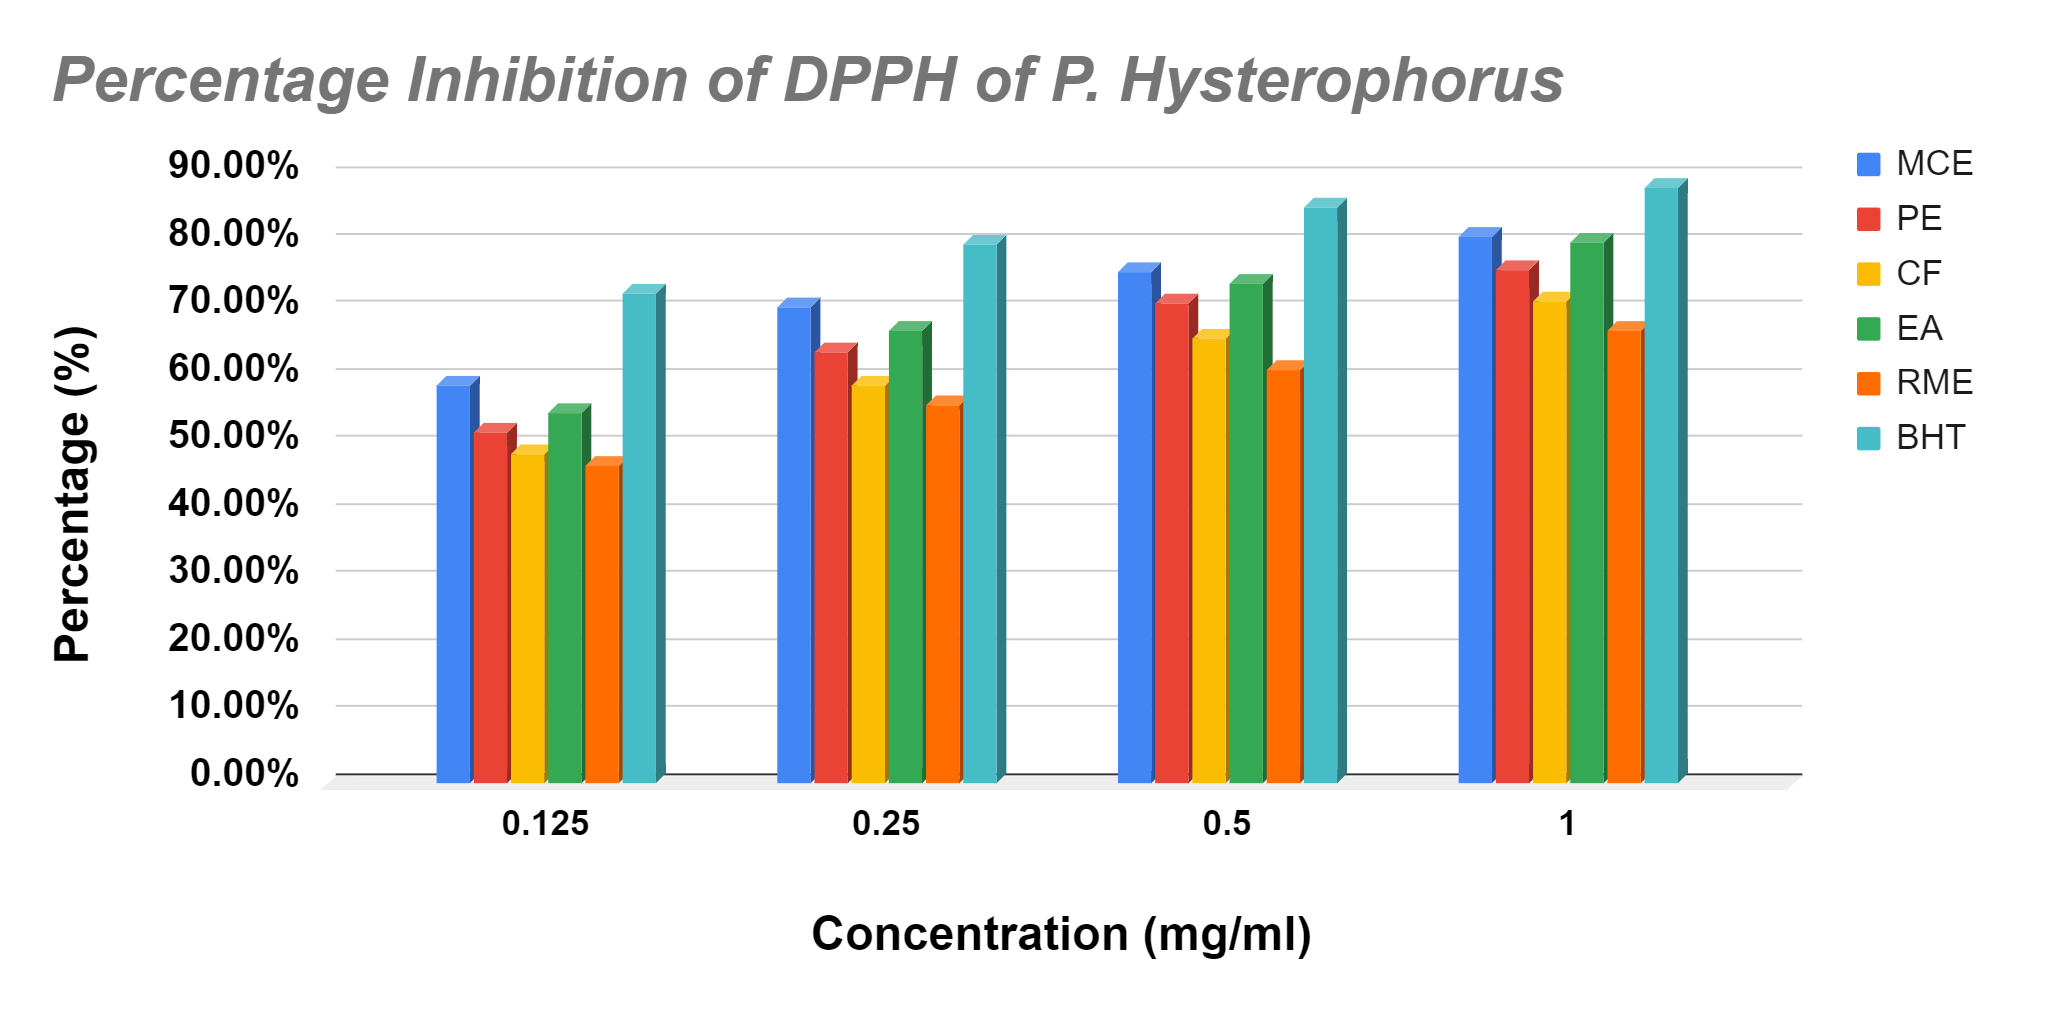 Percentage Inhibition of DPPH of P. Hysterophorus
90.00%
80.00%
70.00%
60.00%
50.00%
40.00%
30.00%
20.00%
10.00%
0.00%
Percentage (%)
0.125 0.25 0.5 1
Concentration (mg/ml)
MCE
PE
CF
EA
RME
BHT